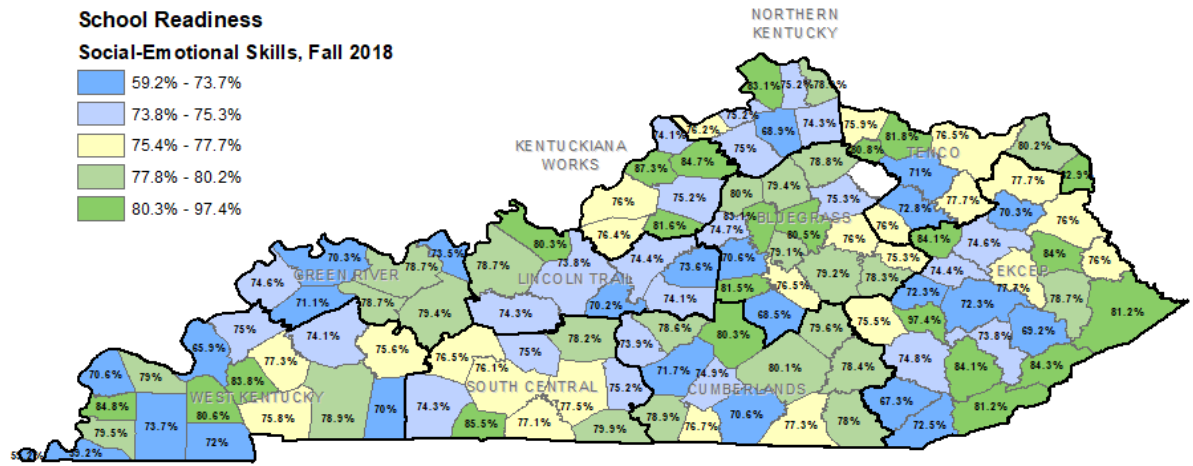 School Readiness
Social-Emotional Skills, Fall 2018
59.2% - 73.7%
73.8% - 75.3%
75.4% - 77.7%
77.8% - 80.2%
80.3% - 97.4%
NORTHERN
KENTUCKY
83.1% 75.2%
75.2% 68.9% 74.3%
74.1% 76.2% 75%
75.9% 81.8% 76.5% 80.2%
80.8% TENCO
KENTUCKIANA
WORKS
87.3% 84.7% 78.8% 71% 77.7%
76% 75.2% 80% 79.4% 75.3% 72.8% 77.7% 70.3% 76%
76.4% 81.6% 83.1% BLUEGRASS 76%
74.7% 80.5% 76% 84.1% 74.6% 84% 76%
70.3% 73.5% 80.3% 74.4% 70.6% 79.1% 75.3%
GREEN RIVER 78.7% 78.7% 73.8% 73.6% 79.2% 78.3% 74.4% EKCEP
LINCOLN TRAIL
74.6% 71.1% 78.7% 70.2% 74.1% 81.5% 76.5% 72.3% 72.3% 77.7% 78.7% 81.2%
79.4% 74.3% 68.5% 75.5% 97.4%
75% 74.1% 78.2% 78.6% 80.3% 79.6% 73.8% 69.2%
65.9% 75.6% 76.5% 75% 73.9% 74.8% 84.1% 84.3%
77.3% 76.1% 71.7% 74.9% 80.1% 78.4%
70.6% 79% 83.8% SOUTH CENTRAL 75.2% CUMBERLANDS
WEST KENTUCKY
84.8% 80.6% 75.8% 78.9% 70% 74.3% 77.5% 70.6% 67.3% 81.2%
79.5% 73.7% 72% 85.5% 77.1% 79.9% 78.9% 76.7% 77.3% 78% 72.5%
59.2%